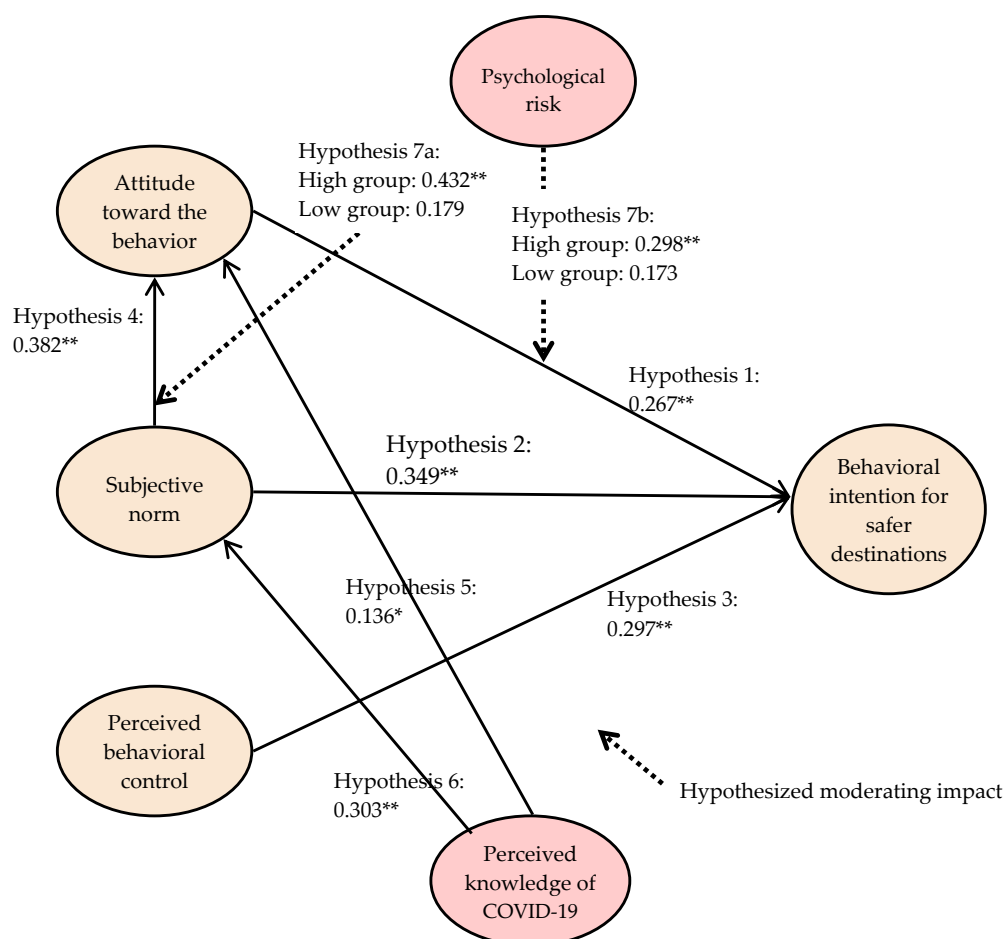 Psychological
risk
Hypothesis 7a:
High group: 0.432**
Low group: 0.179
Attitude
toward the
behavior
Hypothesis 7b:
High group: 0.298**
Low group: 0.173
Hypothesis 4:
0.382**
Hypothesis 1:
0.267**
Hypothesis 2:
0.349**
Subjective
norm
Behavioral
intention for
safer
destinations
Hypothesis 5:
0.136*
Hypothesis 3:
0.297**
Perceived
behavioral
control
Hypothesis 6:
0.303**
Hypothesized moderating impact
Perceived
knowledge of
COVID-19